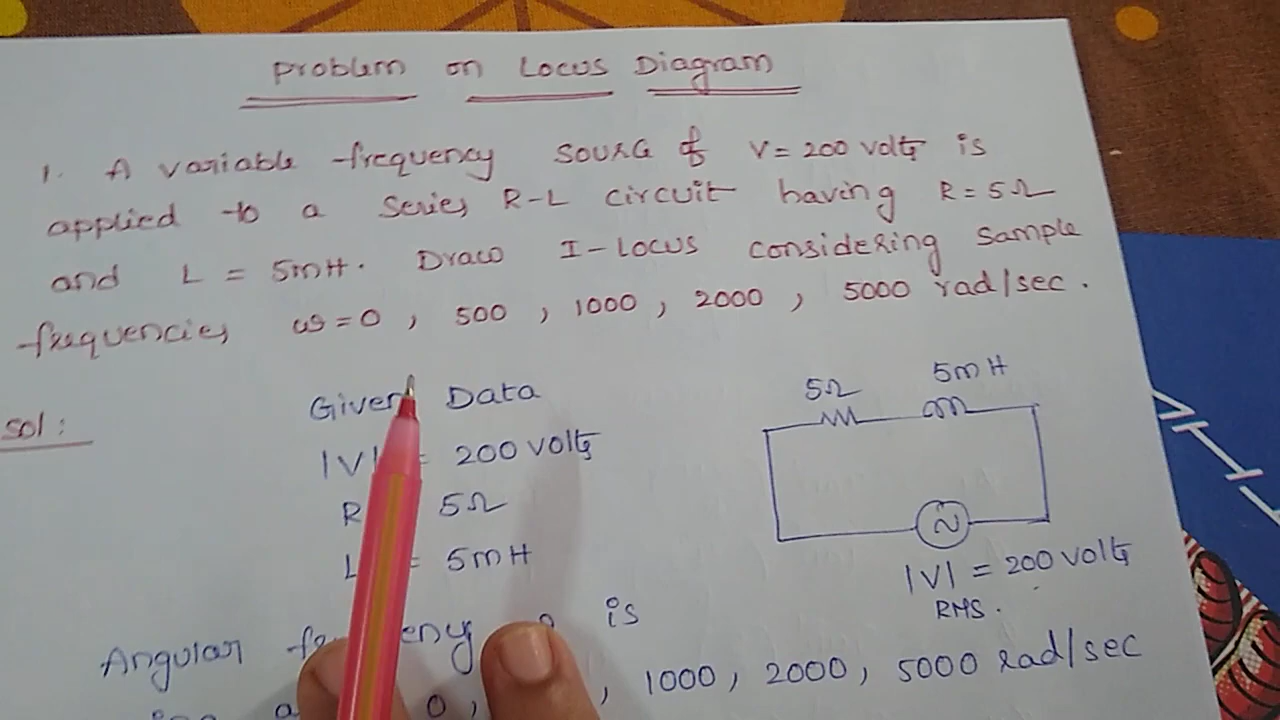 Problem on Locus Diagram
1. A variable frequency source of V = 200 volts is
applied to a series R-L circuit having R = 5Ω
and L = 5mH. Draw I-Locus considering sample
frequencies ω = 0, 500, 1000, 2000, 5000 rad/sec.
Sol:
Given Data
|V| = 200 volts
R 5Ω
L = 5mH
5Ω 5mH
|V| = 200 volts
RMS.
Angular is
0, , 1000, 2000, 5000 rad/sec